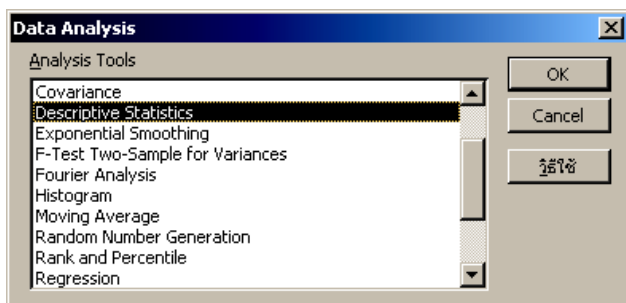 Data Analysis
Analysis Tools
Covariance
Descriptive Statistics
Exponential Smoothing
F-Test Two-Sample for Variances
Fourier Analysis
Histogram
Moving Average
Random Number Generation
Rank and Percentile
Regression
OK
Cancel
วิธีใช้